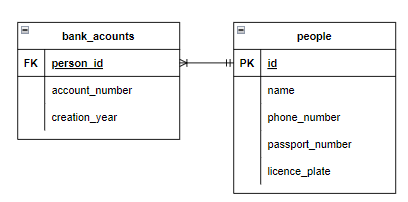 bank_acounts
FK person_id
account_number
creation_year
people
PK id
name
phone_number
passport_number
licence_plate